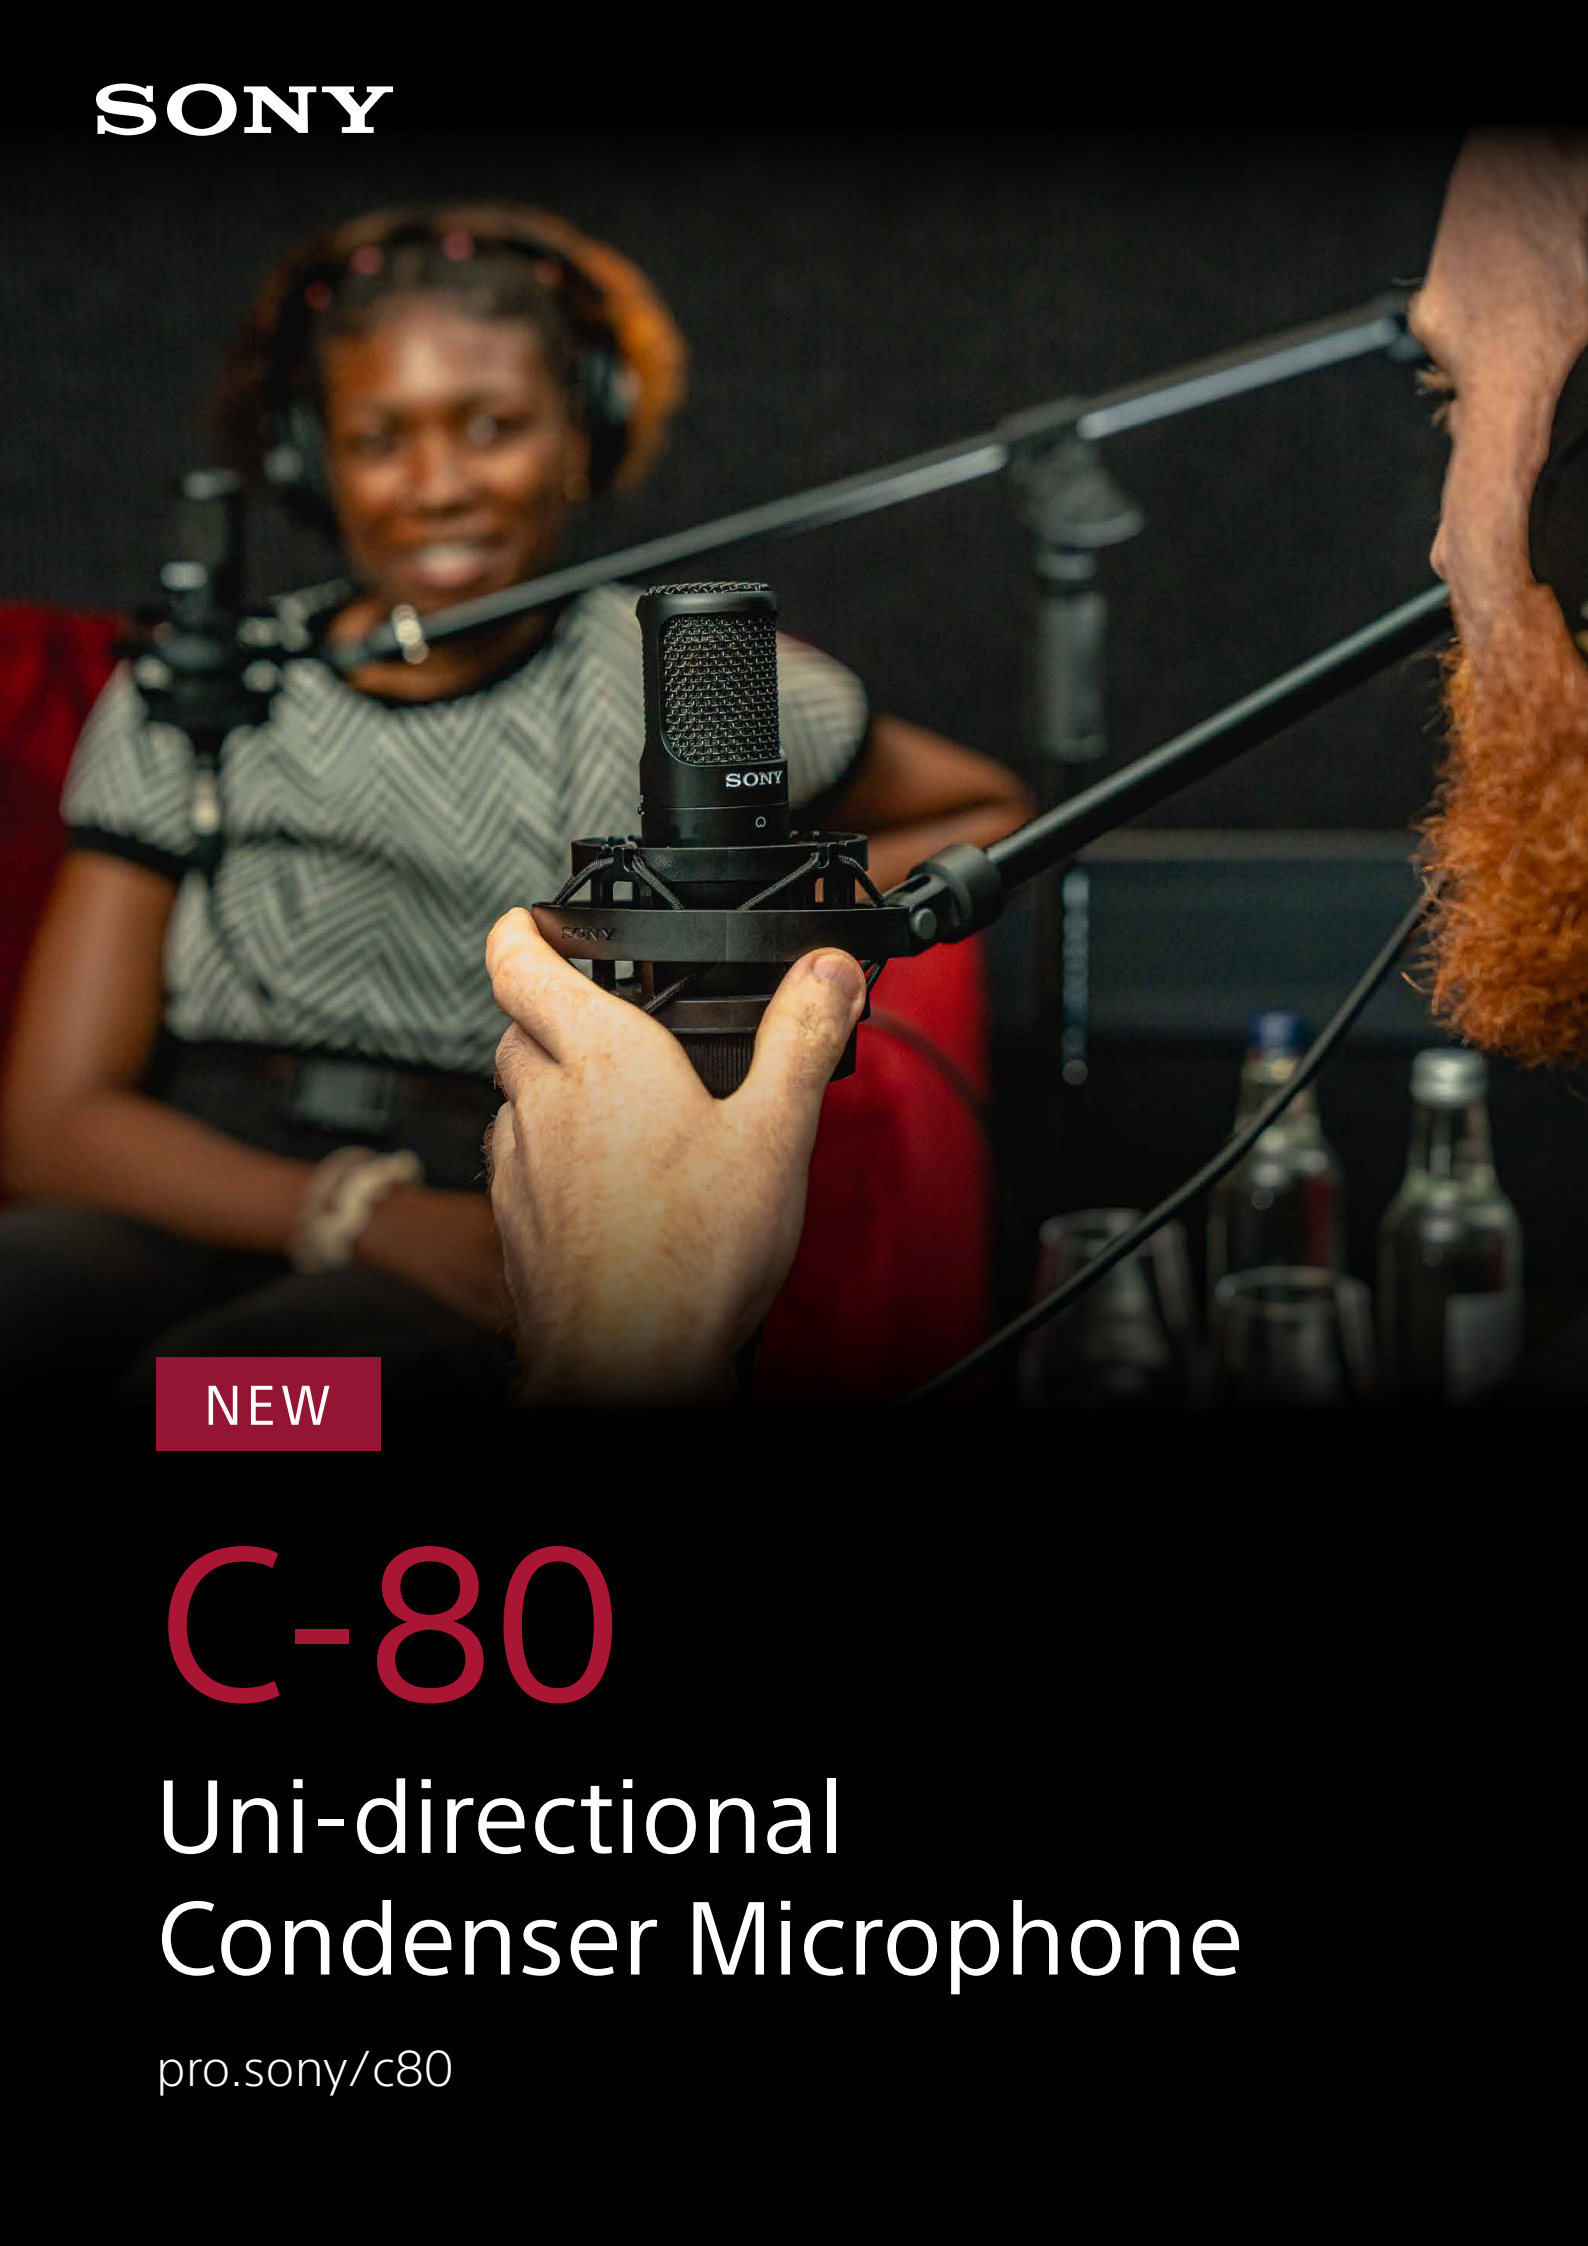 SONY
SONY
SONY
NEW
C-80
Uni-directional
Condenser Microphone
pro.sony/c80